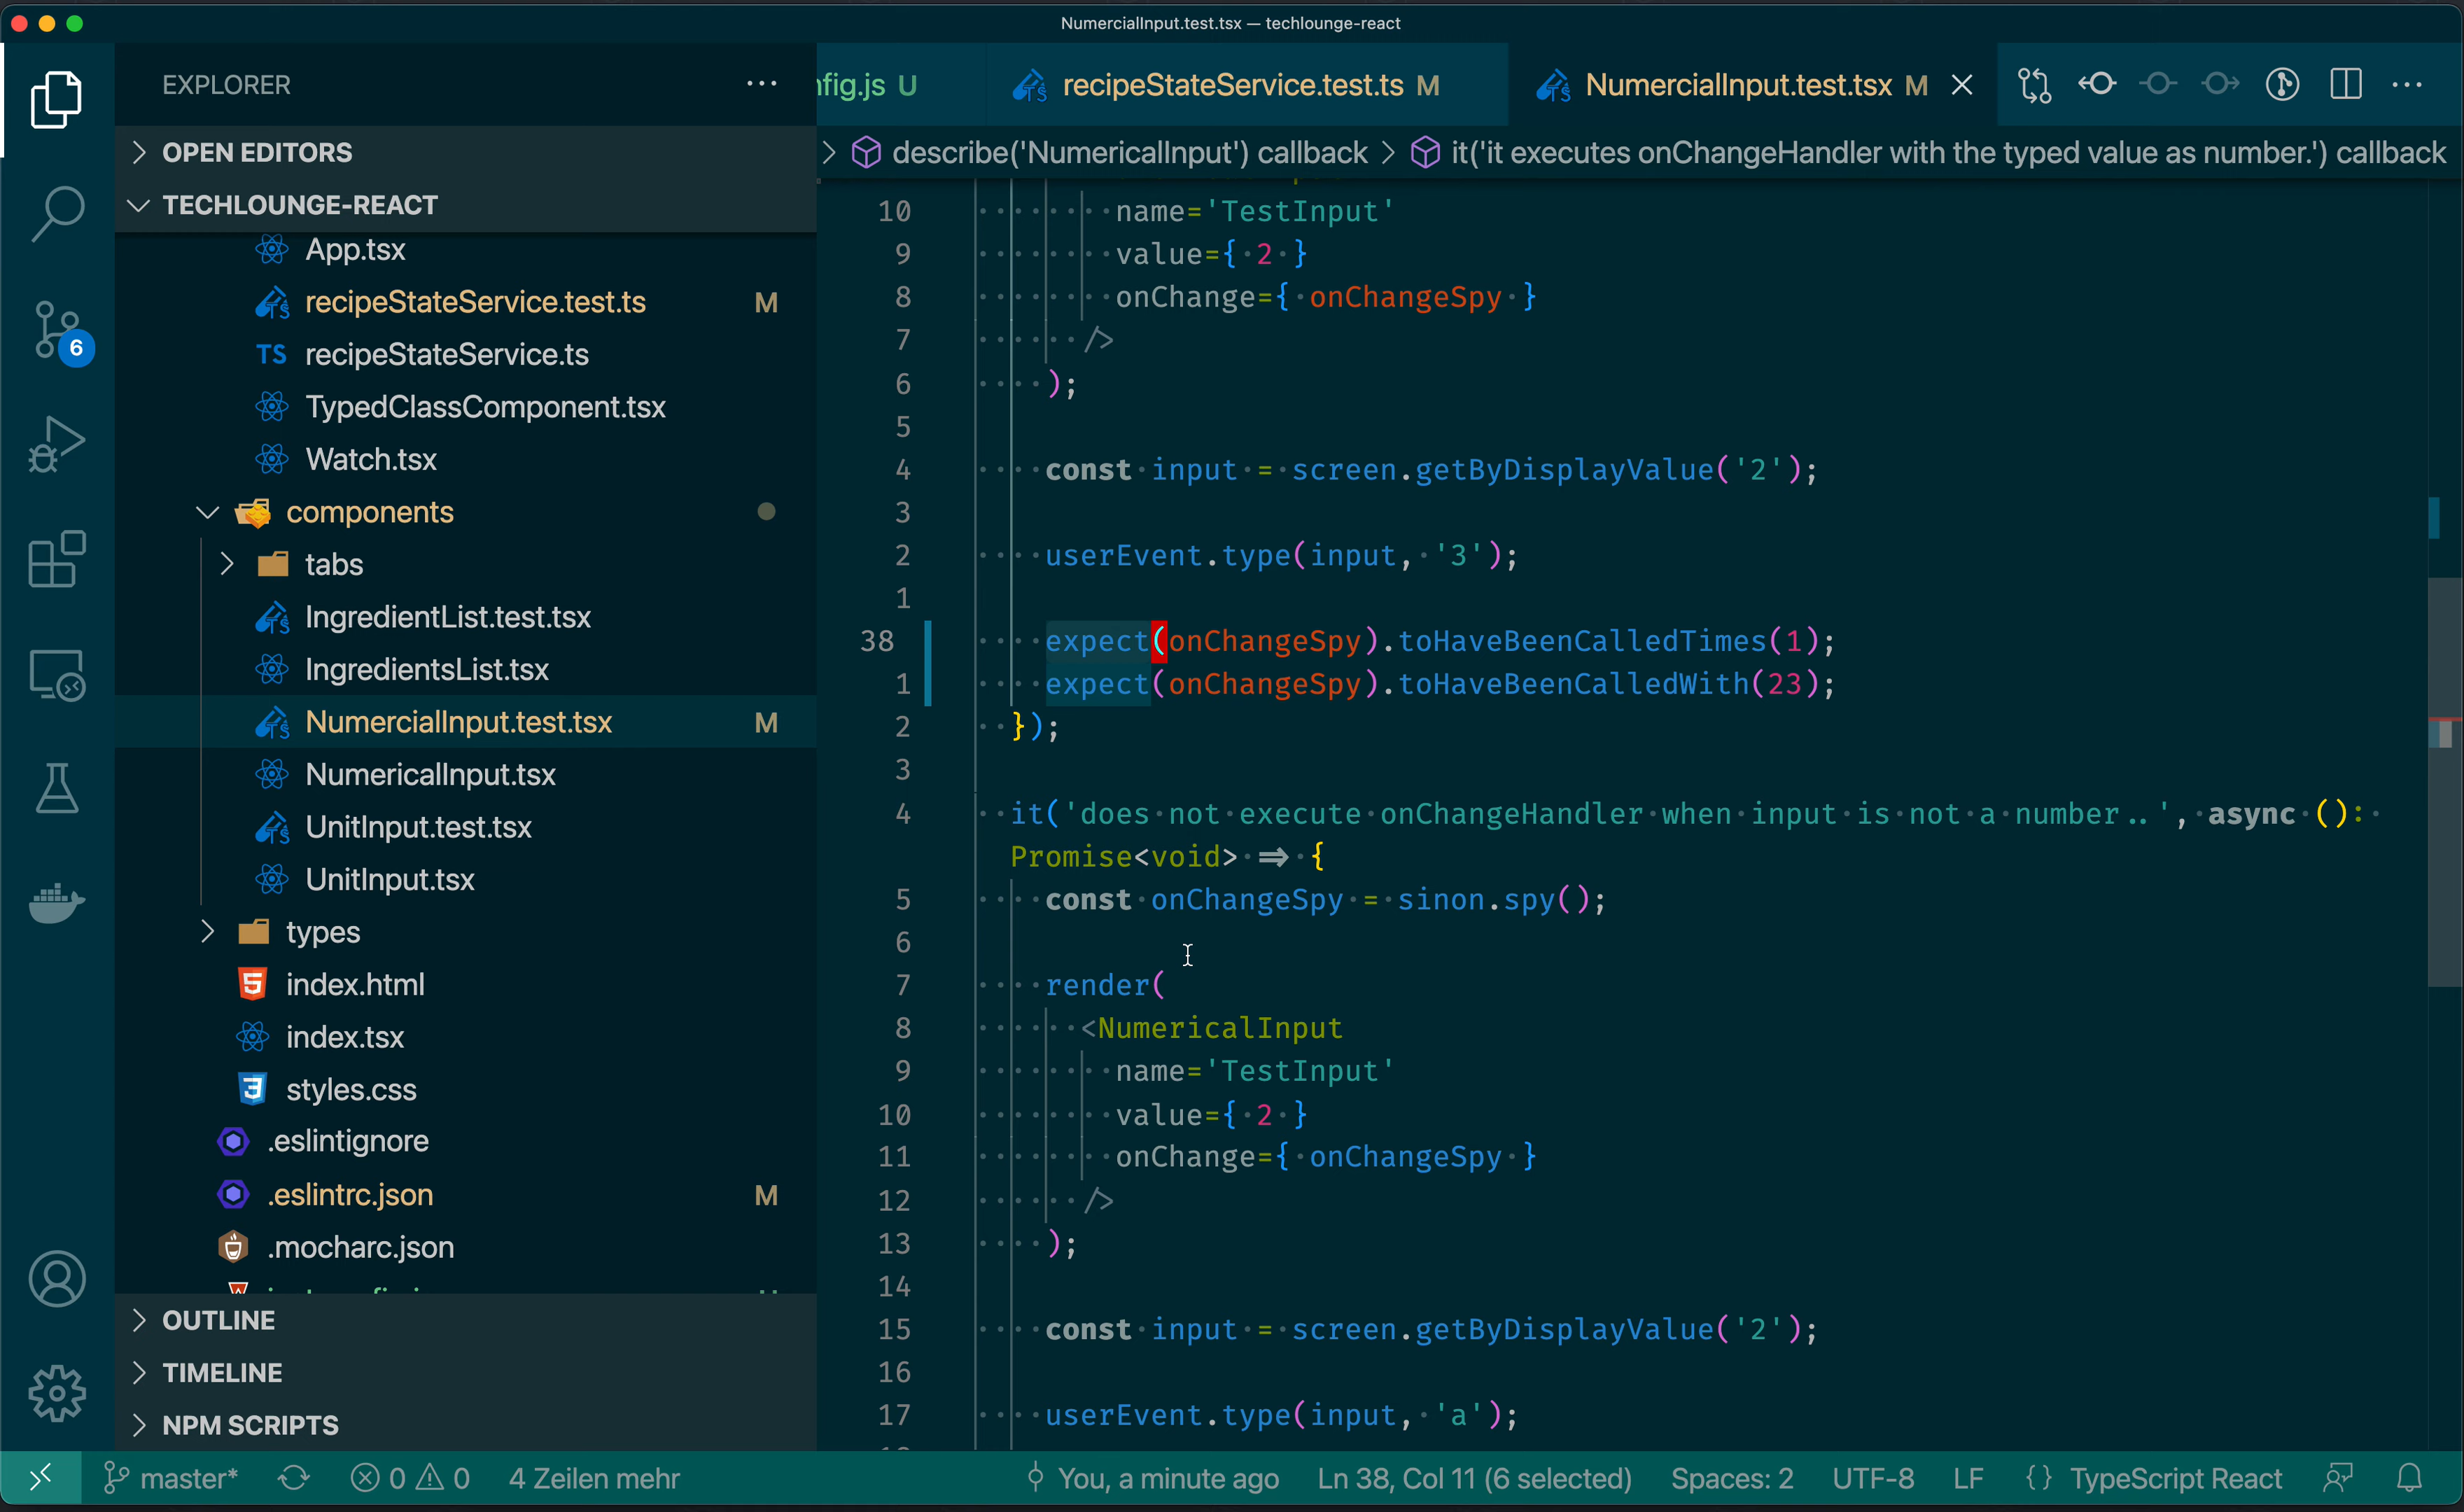 NumercialInput.test.tsx — techlounge-react
EXPLORER
OPEN EDITORS
TECHLOUNGE-REACT
App.tsx
recipeStateService.test.ts M
TS recipeStateService.ts
TypedClassComponent.tsx
Watch.tsx
components
tabs
IngredientList.test.tsx
IngredientsList.tsx
NumercialInput.test.tsx M
NumericalInput.tsx
UnitInput.test.tsx
UnitInput.tsx
types
index.html
index.tsx
styles.css
.eslintignore
.eslintrc.json M
.mocharc.json
OUTLINE
TIMELINE
NPM SCRIPTS
6
nfig.js U
recipeStateService.test.ts M
NumercialInput.test.tsx M
describe('NumericalInput') callback > it('it executes onChangeHandler with the typed value as number.') callback
10 name='TestInput'
9 value={ 2 }
8 onChange={ onChangeSpy }
7 />
6 );
5
4 const input = screen.getByDisplayValue('2');
3
2 userEvent.type(input, '3');
1
38 expect(onChangeSpy).toHaveBeenCalledTimes(1);
1 expect(onChangeSpy).toHaveBeenCalledWith(23);
2 });
3
4 it('does not execute onChangeHandler when input is not a number..', async ():
Promise<void> => {
5 const onChangeSpy = sinon.spy();
6
7 render(
8 <NumericalInput
9 name='TestInput'
10 value={ 2 }
11 onChange={ onChangeSpy }
12 />
13 );
14
15 const input = screen.getByDisplayValue('2');
16
17 userEvent.type(input, 'a');
master* 0 0 4 Zeilen mehr You, a minute ago Ln 38, Col 11 (6 selected) Spaces: 2 UTF-8 LF {} TypeScript React